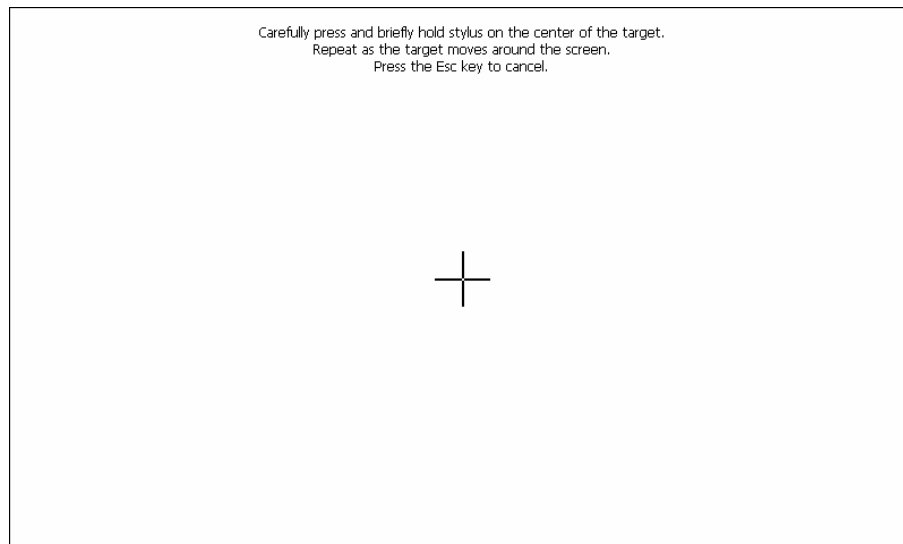 Carefully press and briefly hold stylus on the center of the target.
Repeat as the target moves around the screen.
Press the Esc key to cancel.